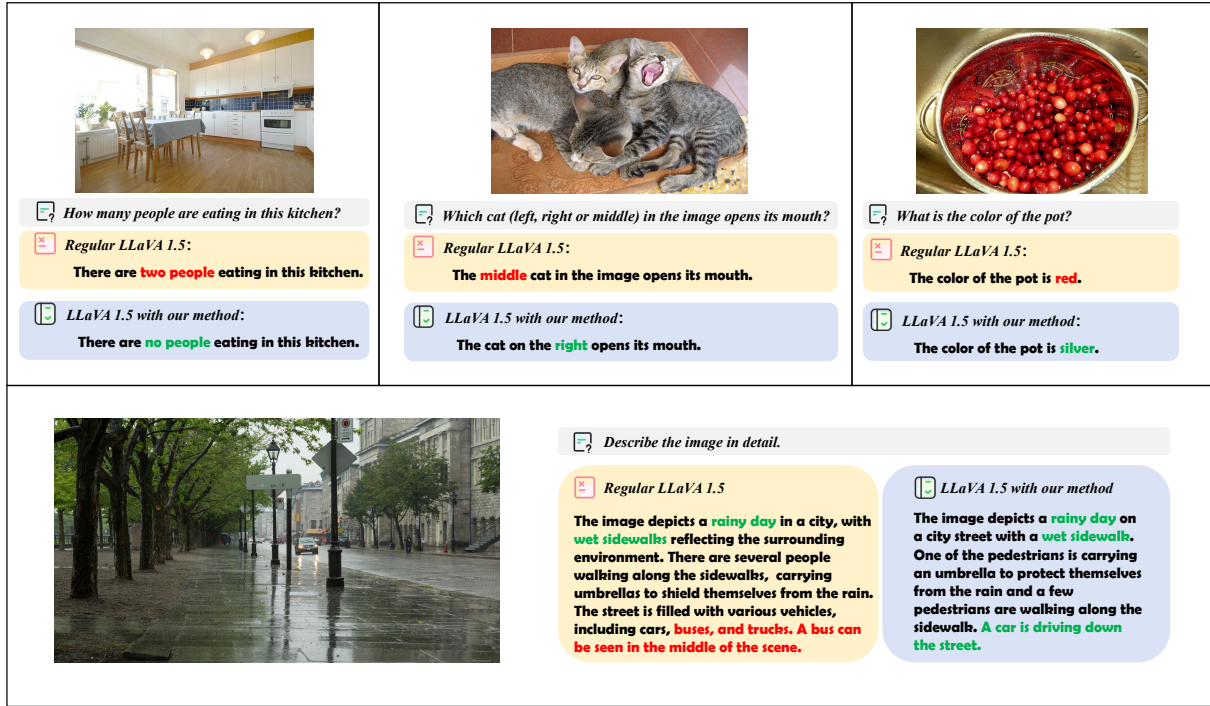 How many people are eating in this kitchen?
Regular LLaVA 1.5:
There are two people eating in this kitchen.
LLaVA 1.5 with our method:
There are no people eating in this kitchen.
Which cat (left, right or middle) in the image opens its mouth?
Regular LLaVA 1.5:
The middle cat in the image opens its mouth.
LLaVA 1.5 with our method:
The cat on the right opens its mouth.
What is the color of the pot?
Regular LLaVA 1.5:
The color of the pot is red.
LLaVA 1.5 with our method:
The color of the pot is silver.
Describe the image in detail.
Regular LLaVA 1.5
The image depicts a rainy day in a city, with
wet sidewalks reflecting the surrounding
environment. There are several people
walking along the sidewalks, carrying
umbrellas to shield themselves from the rain.
The street is filled with various vehicles,
including cars, buses, and trucks. A bus can
be seen in the middle of the scene.
LLaVA 1.5 with our method
The image depicts a rainy day on
a city street with a wet sidewalk.
One of the pedestrians is carrying
an umbrella to protect themselves
from the rain and a few
pedestrians are walking along the
sidewalk. A car is driving down
the street.